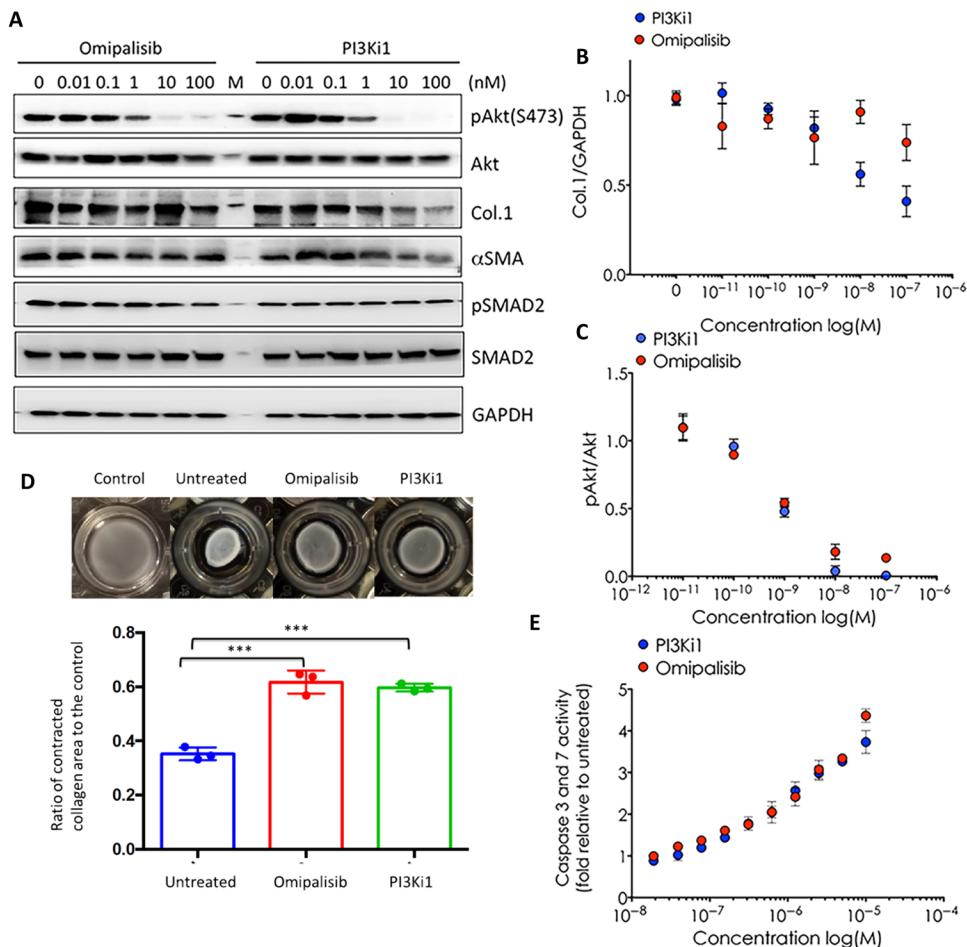 A
Omipalisib PI3Ki1
0 0.01 0.1 1 10 100 M 0 0.01 0.1 1 10 100 (nM)
pAkt(S473)
Akt
Col.1
αSMA
pSMAD2
SMAD2
GAPDH
B
PI3Ki1
Omipalisib
Col.1/GAPDH
1.0
0.5
0.0
0 10⁻¹¹ 10⁻¹⁰ 10⁻⁹ 10⁻⁸ 10⁻⁷ 10⁻⁶
Concentration log(M)
C
PI3Ki1
Omipalisib
pAkt/Akt
1.5
1.0
0.5
0.0
10⁻¹² 10⁻¹¹ 10⁻¹⁰ 10⁻⁹ 10⁻⁸ 10⁻⁷ 10⁻⁶
Concentration log(M)
D
Control Untreated Omipalisib PI3Ki1
Ratio of contracted
collagen area to the control
0.8
0.6
0.4
0.2
0.0
***
***
Untreated Omipalisib PI3Ki1
E
PI3Ki1
Omipalisib
Caspase 3 and 7 activity
(fold relative to untreated)
5
4
3
2
1
0
10⁻⁸ 10⁻⁷ 10⁻⁶ 10⁻⁵ 10⁻⁴
Concentration log(M)